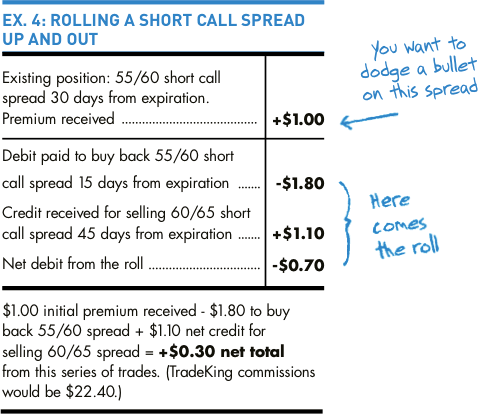 EX. 4: ROLLING A SHORT CALL SPREAD
UP AND OUT
Existing position: 55/60 short call
spread 30 days from expiration.
Premium received ........................................ +$1.00
You want to
dodge a bullet
on this spread
Debit paid to buy back 55/60 short
call spread 15 days from expiration ....... -$1.80
Credit received for selling 60/65 short
call spread 45 days from expiration ....... +$1.10
Net debit from the roll ................................. -$0.70
Here
comes
the roll
$1.00 initial premium received - $1.80 to buy
back 55/60 spread + $1.10 net credit for
selling 60/65 spread = +$0.30 net total
from this series of trades. (TradeKing commissions
would be $22.40.)